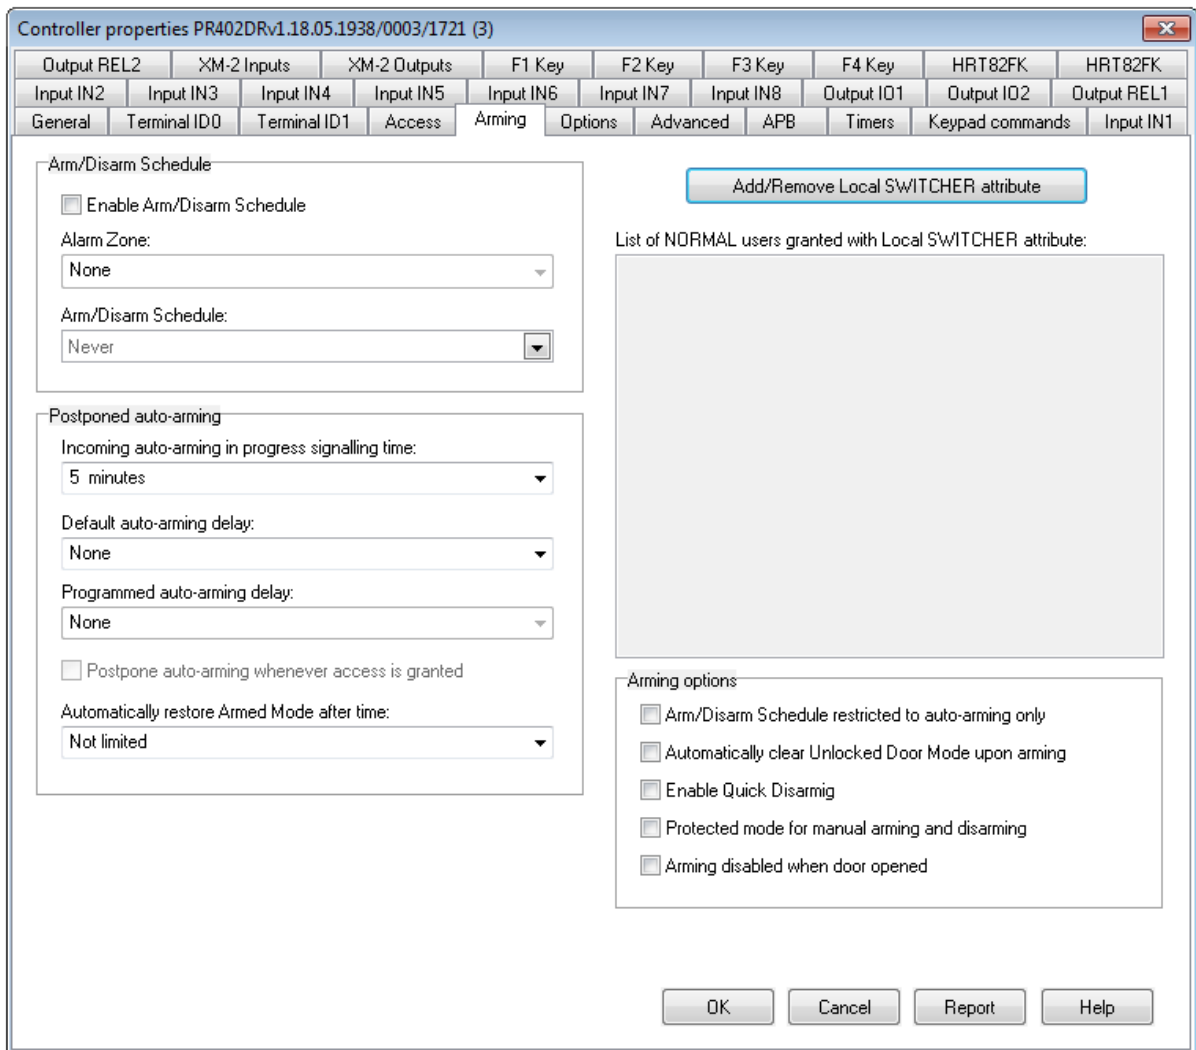 Controller properties PR402DRv1.18.05.1938/0003/1721 (3)
Output REL2 XM-2 Inputs XM-2 Outputs F1 Key F2 Key F3 Key F4 Key HRT82FK HRT82FK
Input IN2 Input IN3 Input IN4 Input IN5 Input IN6 Input IN7 Input IN8 Output IO1 Output IO2 Output REL1
General Terminal ID0 Terminal ID1 Access Arming Options Advanced APB Timers Keypad commands Input IN1
Arm/Disarm Schedule
Enable Arm/Disarm Schedule
Alarm Zone:
None
Arm/Disarm Schedule:
Never
Postponed auto-arming
Incoming auto-arming in progress signalling time:
5 minutes
Default auto-arming delay:
None
Programmed auto-arming delay:
None
Postpone auto-arming whenever access is granted
Automatically restore Armed Mode after time:
Not limited
Add/Remove Local SWITCHER attribute
List of NORMAL users granted with Local SWITCHER attribute:
Arming options
Arm/Disarm Schedule restricted to auto-arming only
Automatically clear Unlocked Door Mode upon arming
Enable Quick Disarmig
Protected mode for manual arming and disarming
Arming disabled when door opened
OK Cancel Report Help